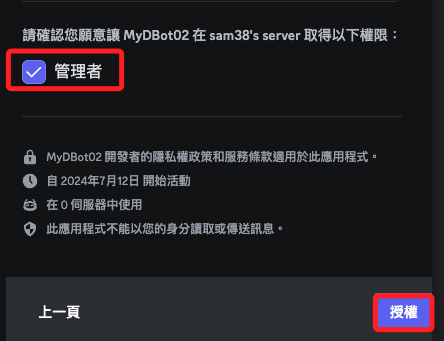 請確認您願意讓 MyDBot02 在 sam38's server 取得以下權限：
管理者
MyDBot02 開發者的隱私權政策和服務條款適用於此應用程式。
自 2024年7月12日 開始活動
在 0 伺服器中使用
此應用程式不能以您的身分讀取或傳送訊息。
上一頁
授權